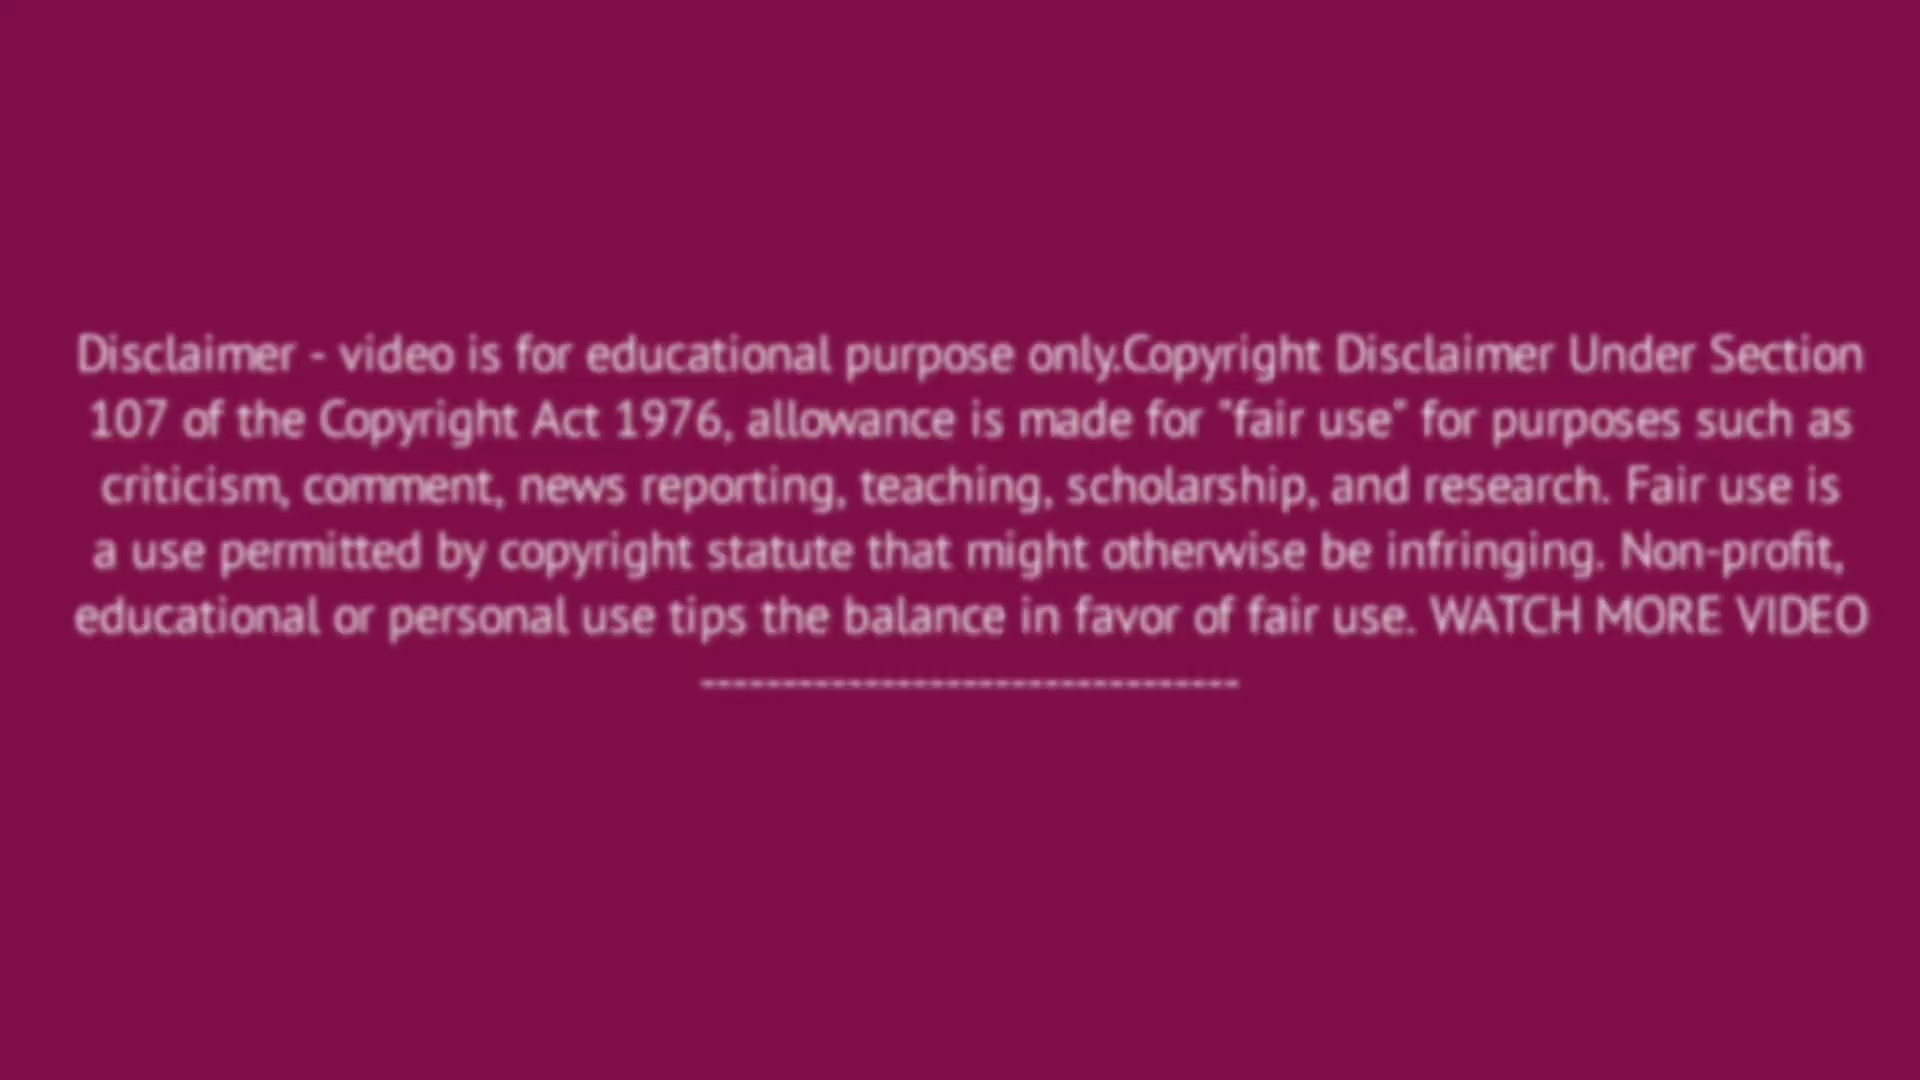 Disclaimer - video is for educational purpose only.Copyright Disclaimer Under Section
107 of the Copyright Act 1976, allowance is made for "fair use" for purposes such as
criticism, comment, news reporting, teaching, scholarship, and research. Fair use is
a use permitted by copyright statute that might otherwise be infringing. Non-profit,
educational or personal use tips the balance in favor of fair use. WATCH MORE VIDEO
---------------------------------